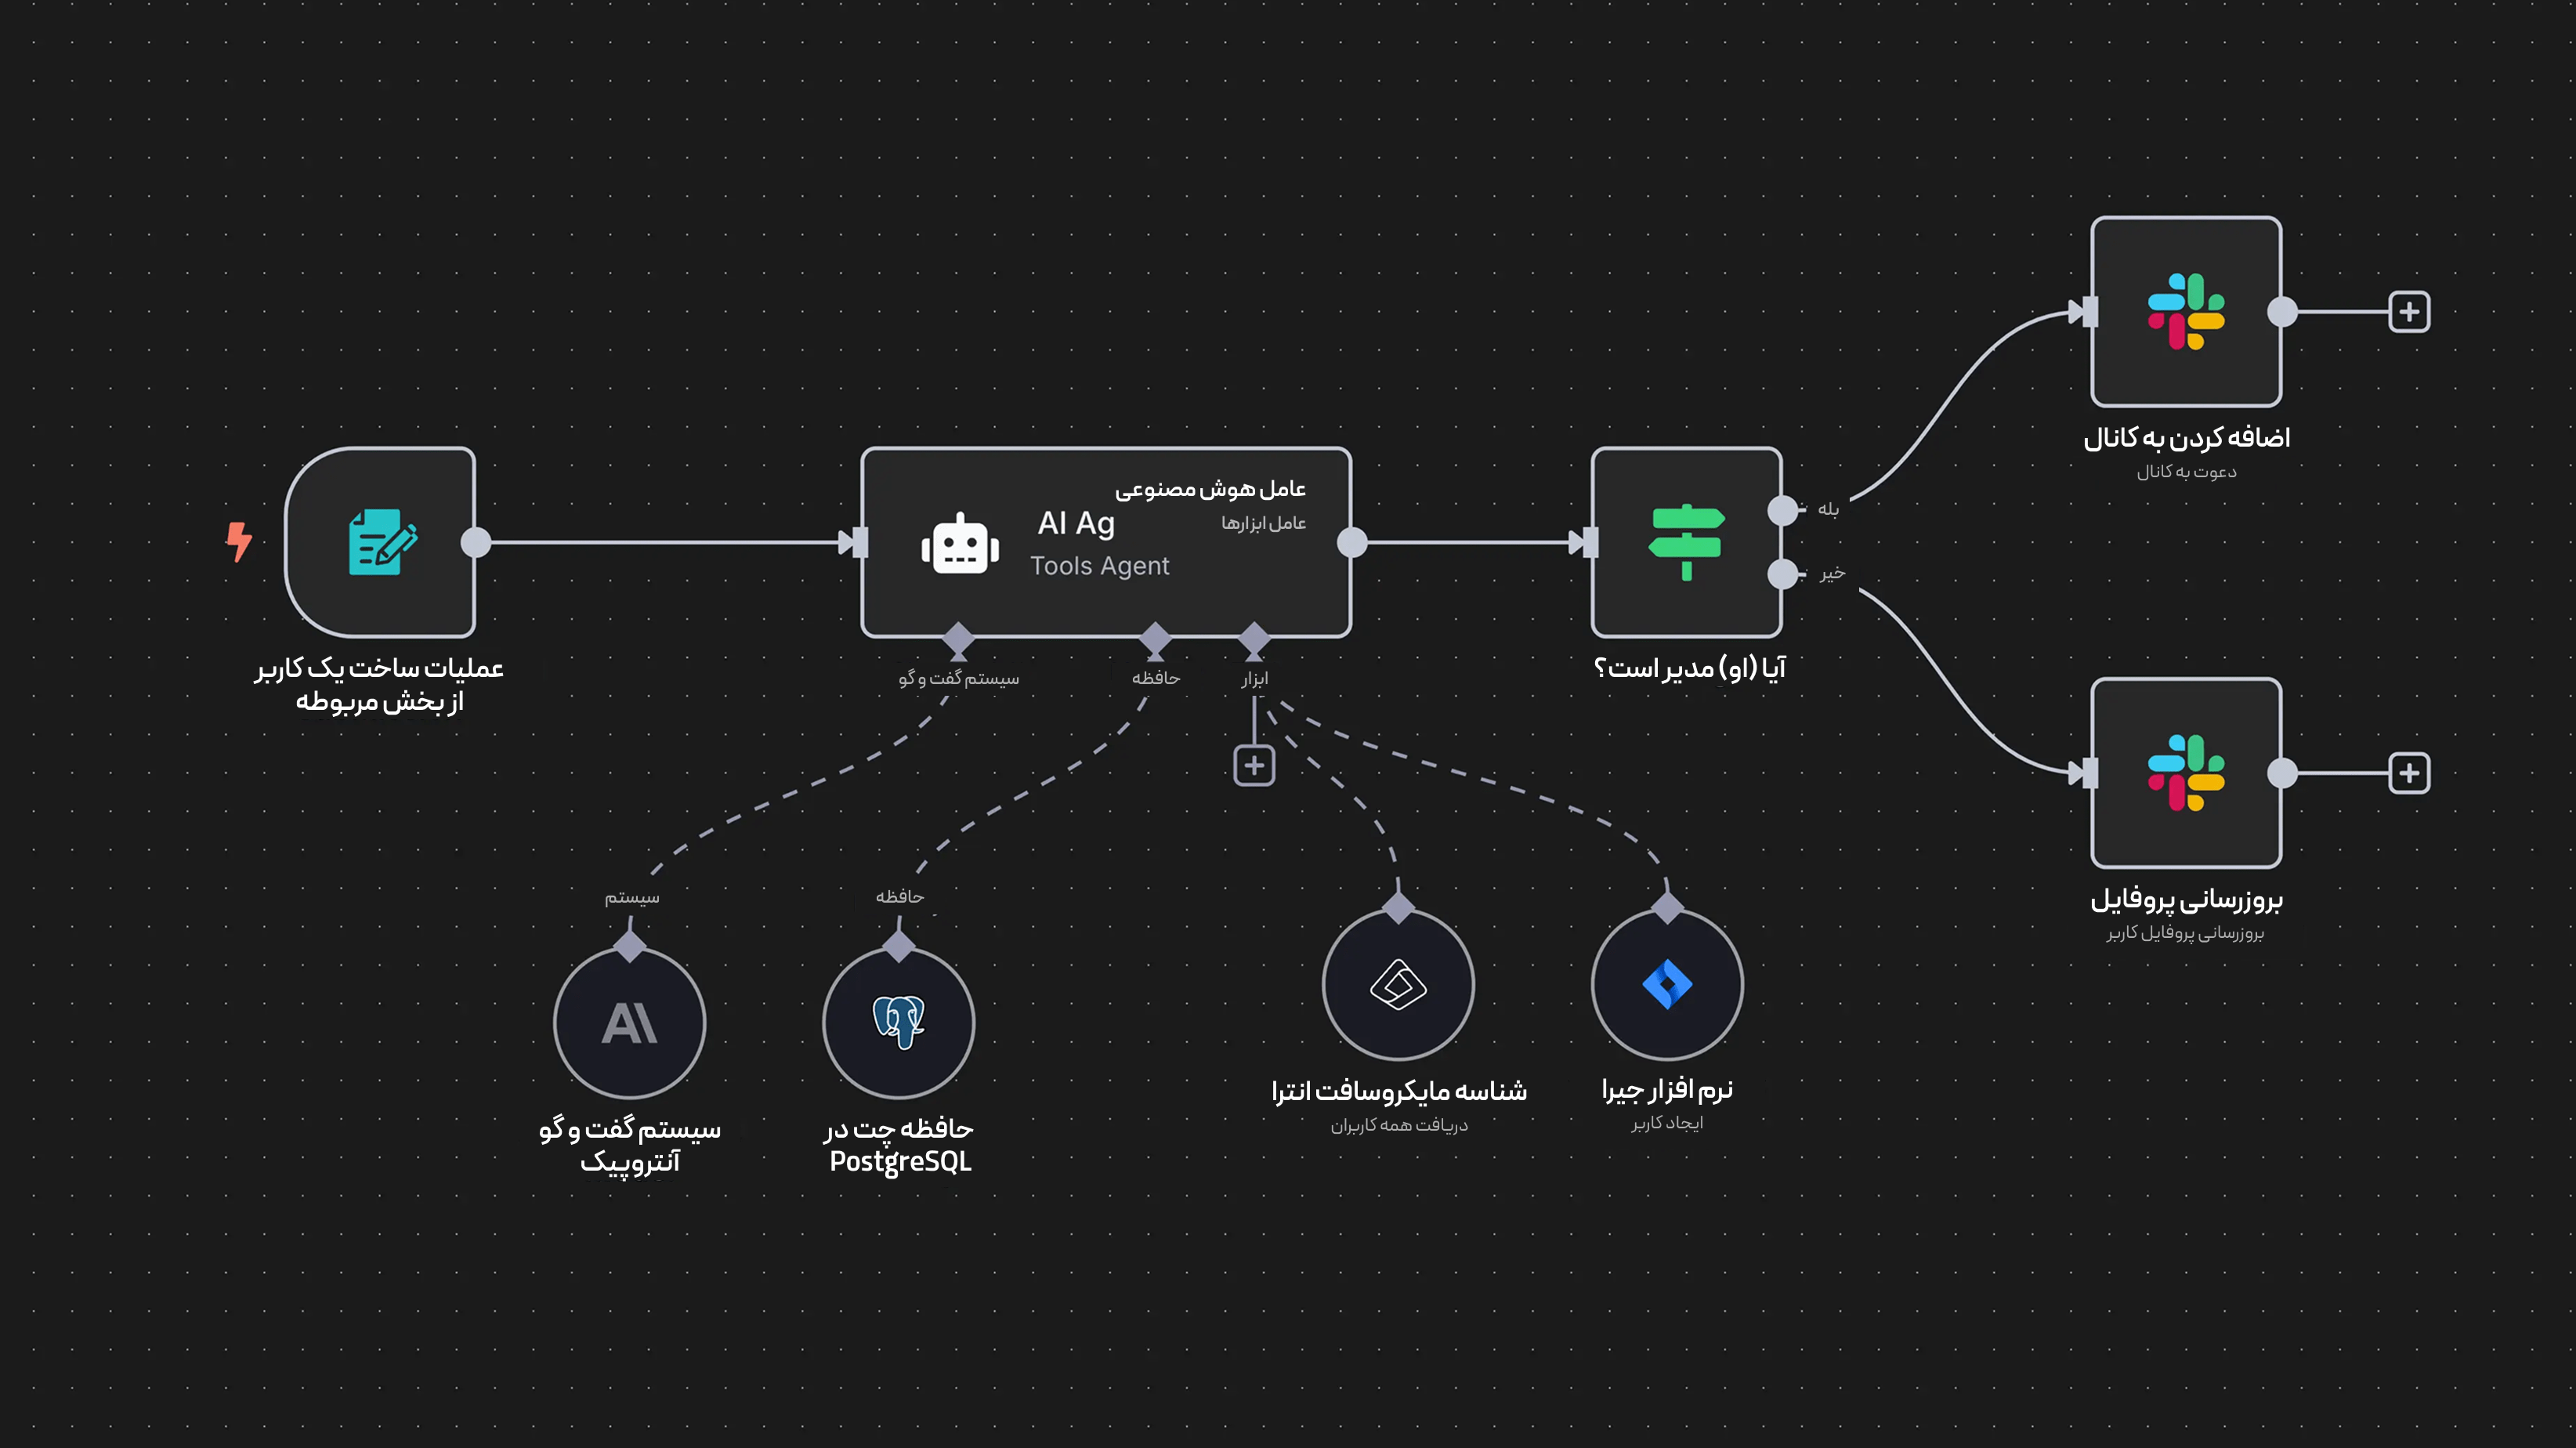 عملیات ساخت یک کاربر
از بخش مربوطه
عامل هوش مصنوعی
عامل ابزارها
AI Ag
Tools Agent
سیستم گفت و گو
حافظه
ابزار
آیا (او) مدیر است؟
بله
خیر
اضافه کردن به کانال
دعوت به کانال
بروزرسانی پروفایل
بروزرسانی پروفایل کاربر
سیستم
سیستم گفت و گو
آنتروپیک
حافظه
حافظه چت در
PostgreSQL
شناسه مایکروسافت انترا
دریافت همه کاربران
نرم افزار جیرا
ایجاد کاربر